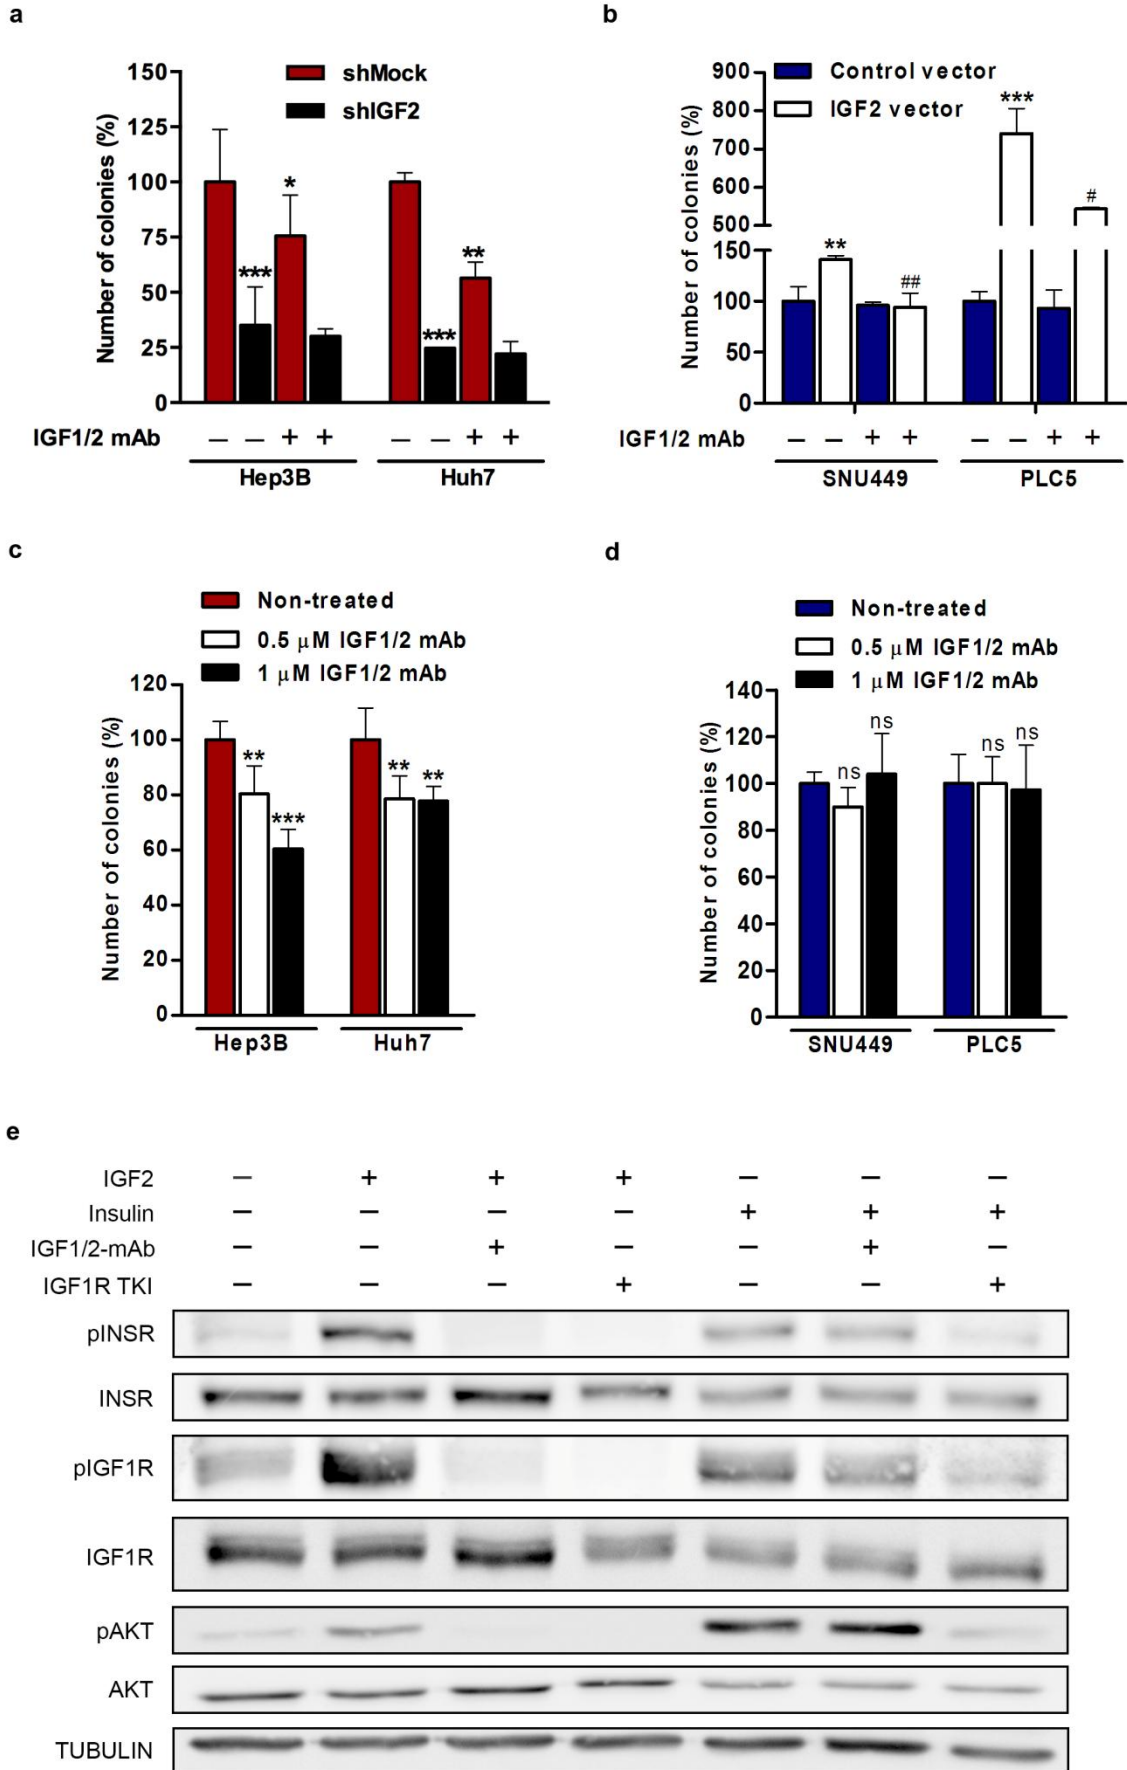 a
shMock
shIGF2
Number of colonies (%)
150
125
100
75
50
25
0
*
***
**
***
IGF1/2 mAb – – + + – – + +
Hep3B Huh7
b
Control vector
IGF2 vector
Number of colonies (%)
900
800
700
600
500
150
100
50
0
***
#
**
##
IGF1/2 mAb – – + + – – + +
SNU449 PLC5
c
Non-treated
0.5 µM IGF1/2 mAb
1 µM IGF1/2 mAb
Number of colonies (%)
120
100
80
60
40
20
0
**
***
**
**
Hep3B Huh7
d
Non-treated
0.5 µM IGF1/2 mAb
1 µM IGF1/2 mAb
Number of colonies (%)
140
120
100
80
60
40
20
0
ns
ns
ns
ns
SNU449 PLC5
e
IGF2 – + + + – – –
Insulin – – – – + + +
IGF1/2-mAb – – + – – + –
IGF1R TKI – – – + – – +
pINSR
INSR
pIGF1R
IGF1R
pAKT
AKT
TUBULIN